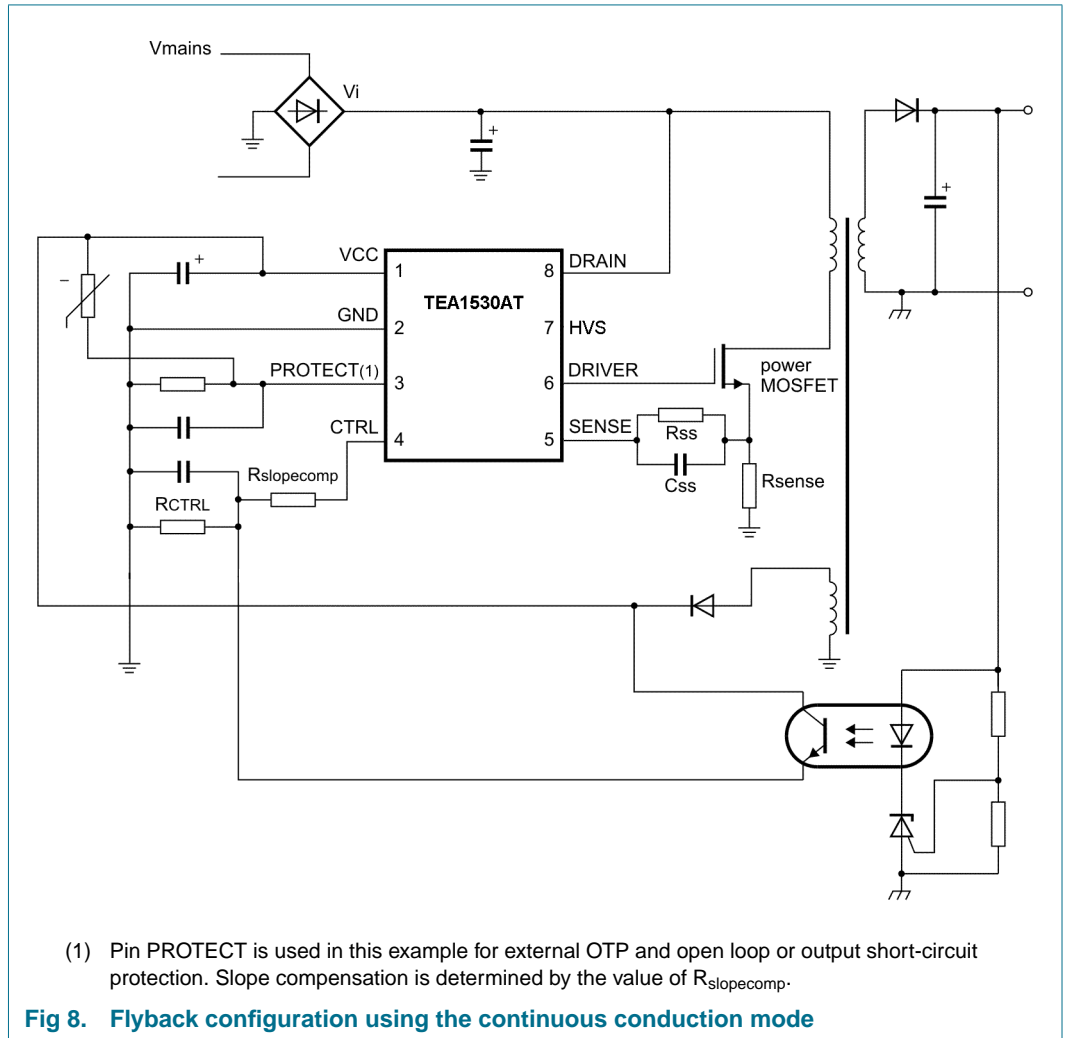 Vmains
Vi
+
+
VCC
+
1
8
DRAIN
–
TEA1530AT
GND
2
7
HVS
PROTECT(1)
3
6
DRIVER
power
MOSFET
CTRL
4
5
SENSE
Rss
Css
Rslopecomp
Rsense
RCTRL
(1) Pin PROTECT is used in this example for external OTP and open loop or output short-circuit
protection. Slope compensation is determined by the value of Rslopecomp.
Fig 8. Flyback configuration using the continuous conduction mode